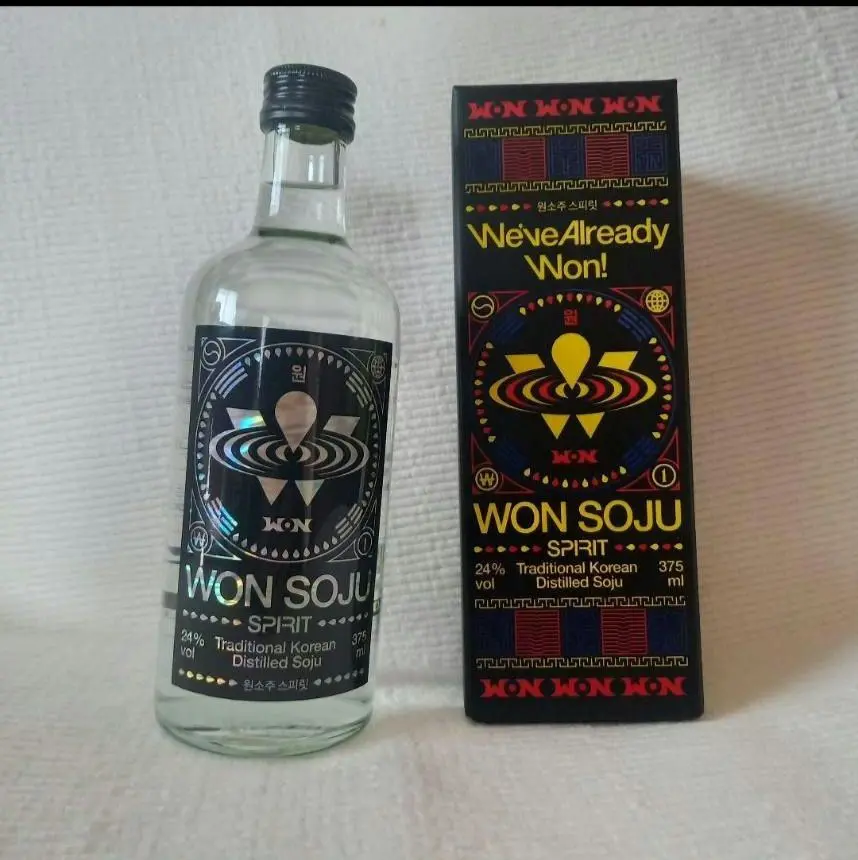 원
WON
WON SOJU
SPIRIT
24% vol
Traditional Korean
Distilled Soju
375 ml
원소주 스피릿
WON WON WON
원소주 스피릿
We've Already
Won!
원
WON
1
WON SOJU
SPIRIT
24% vol
Traditional Korean
Distilled Soju
375 ml
WON WON WON